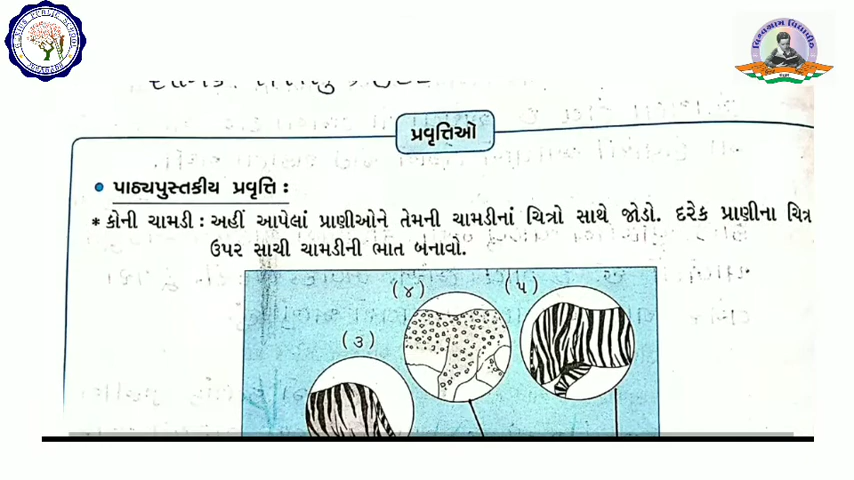 પ્રવૃત્તિઓ
• પાઠ્યપુસ્તકીય પ્રવૃત્તિ :
* કોની ચામડી : અહીં આપેલાં પ્રાણીઓને તેમની ચામડીનાં ચિત્રો સાથે જોડો. દરેક પ્રાણીના ચિત્ર
ઉપર સાચી ચામડીની ભાત બનાવો.
(૪) (૫)
(૩)